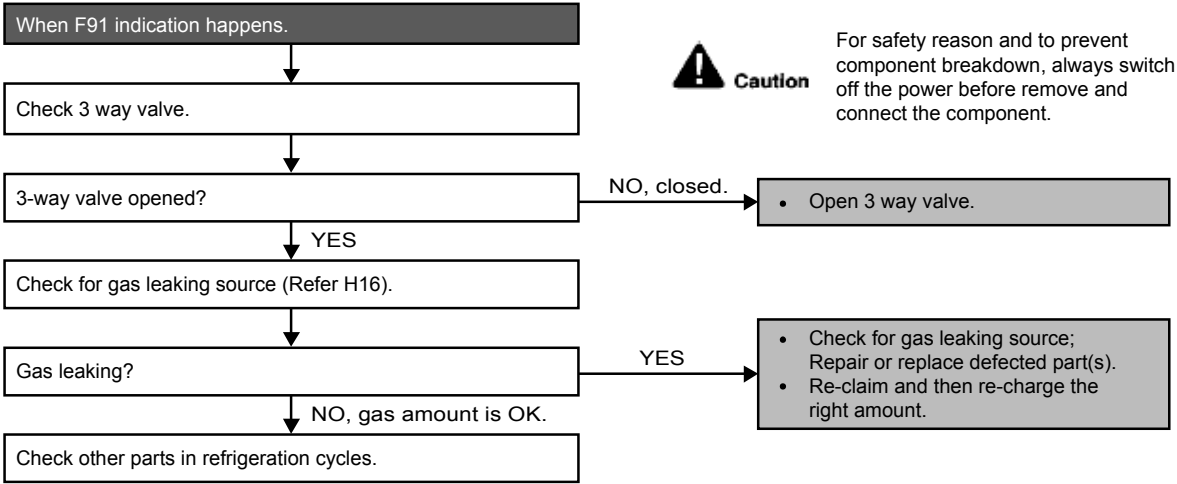 When F91 indication happens.
Caution
For safety reason and to prevent
component breakdown, always switch
off the power before remove and
connect the component.
Check 3 way valve.
3-way valve opened?
NO, closed.
• Open 3 way valve.
YES
Check for gas leaking source (Refer H16).
Gas leaking?
YES
• Check for gas leaking source;
Repair or replace defected part(s).
• Re-claim and then re-charge the
right amount.
NO, gas amount is OK.
Check other parts in refrigeration cycles.